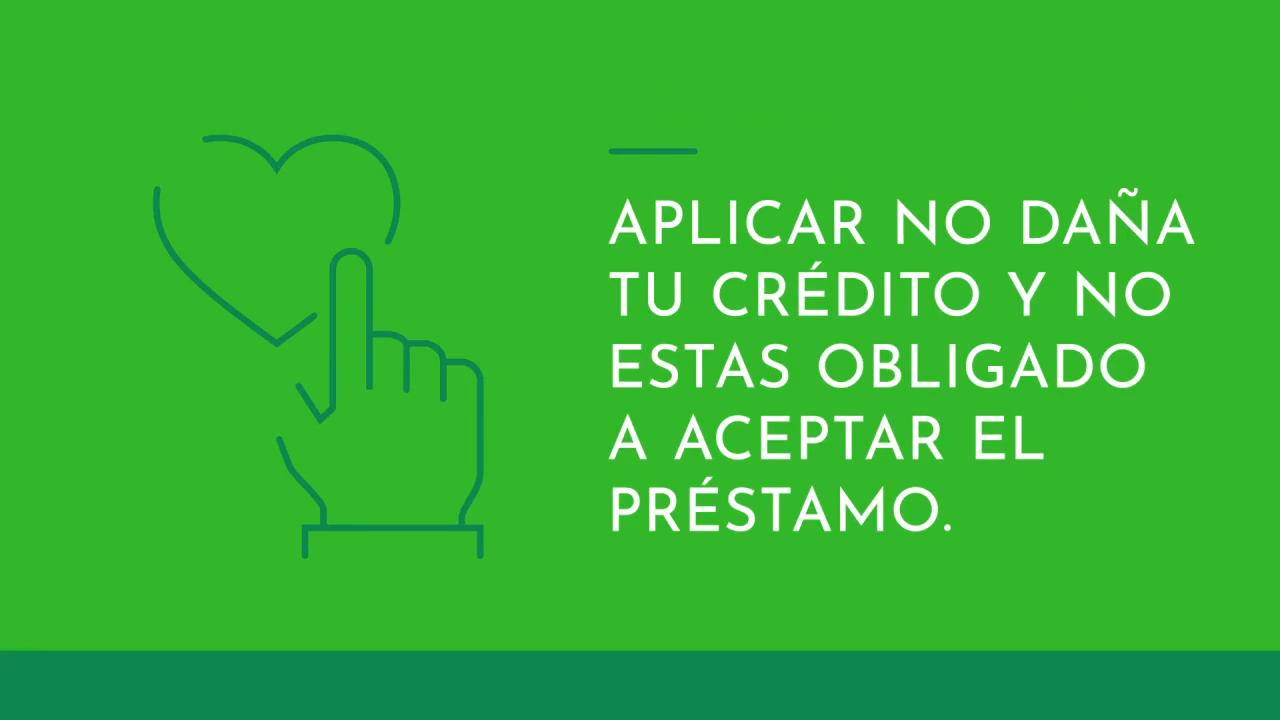 APLICAR NO DAÑA
TU CRÉDITO Y NO
ESTAS OBLIGADO
A ACEPTAR EL
PRÉSTAMO.